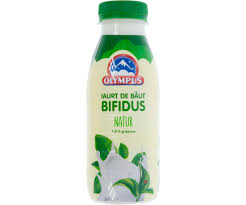 OLYMPUS
IAURT DE BĂUT
BIFIDUS
NATUR
1.5% grăsime